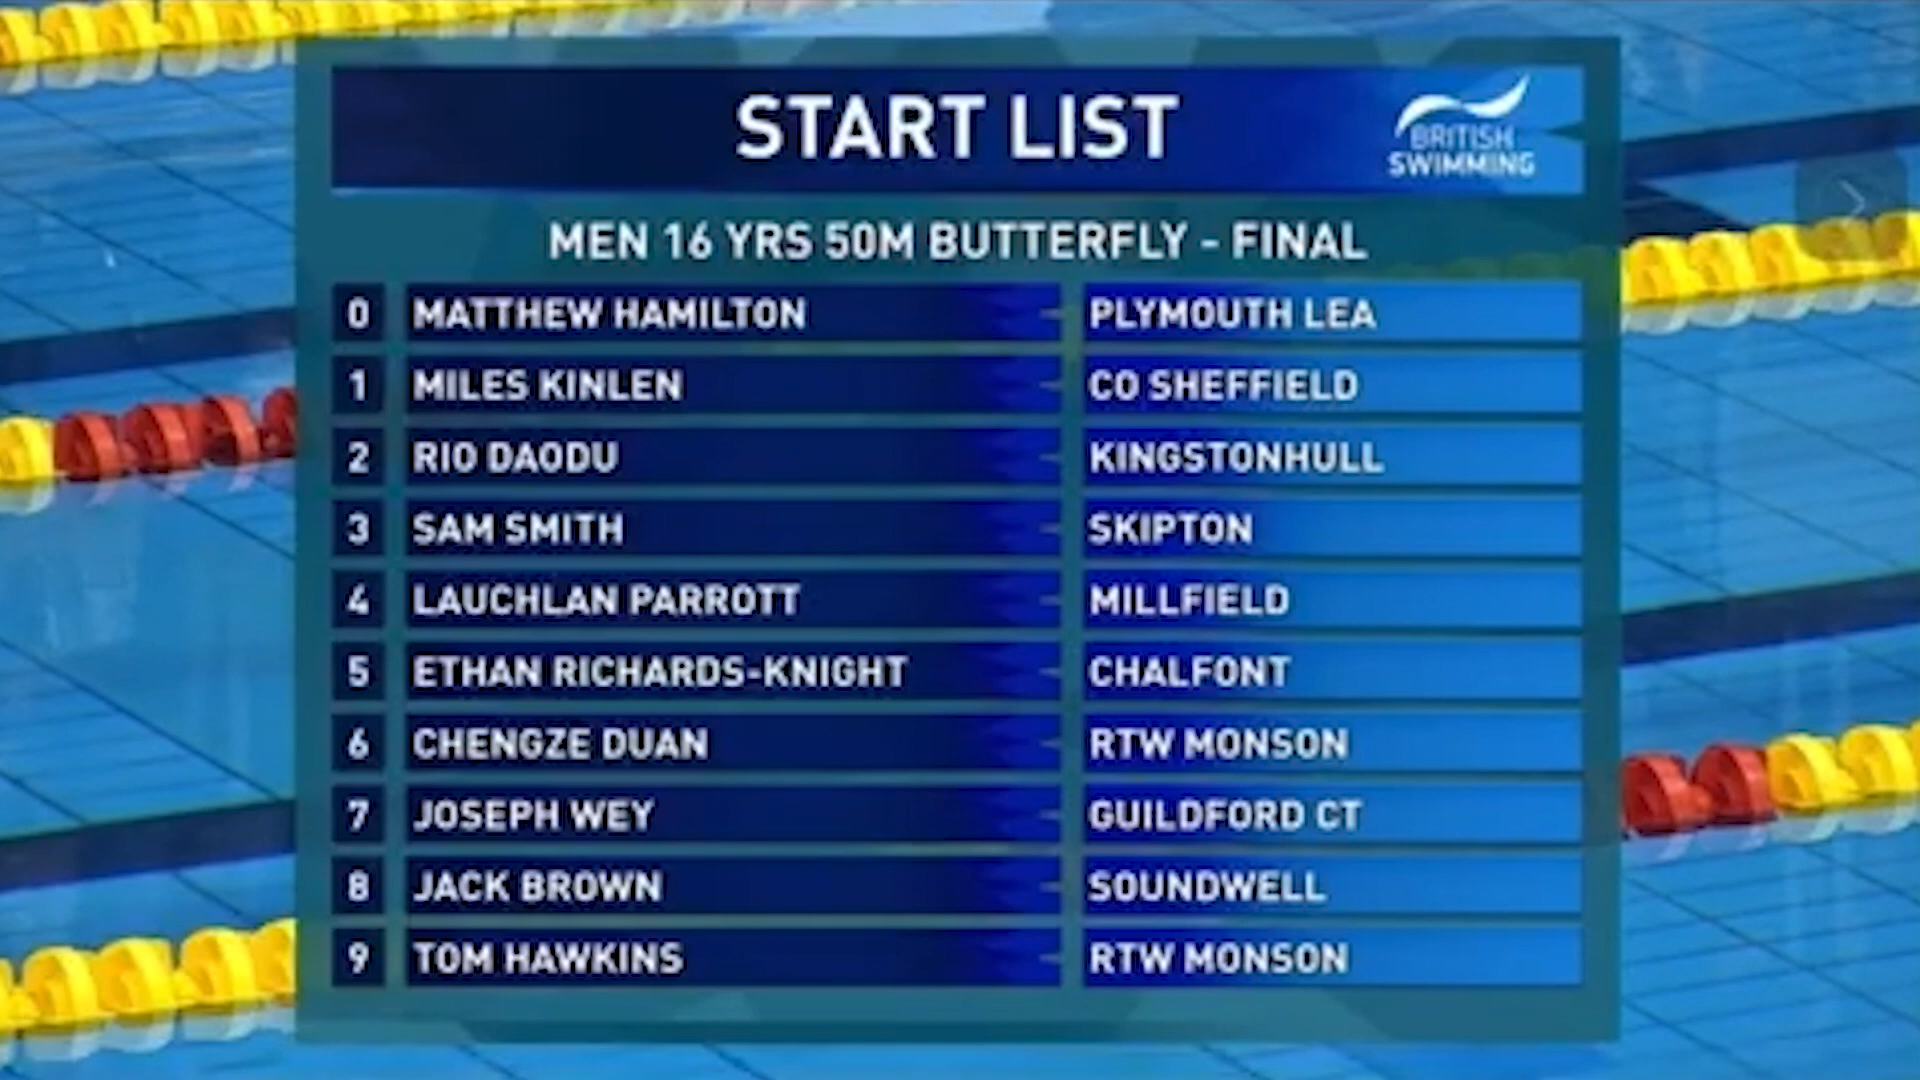 START LIST
BRITISH
SWIMMING
MEN 16 YRS 50M BUTTERFLY - FINAL
0 MATTHEW HAMILTON PLYMOUTH LEA
1 MILES KINLEN CO SHEFFIELD
2 RIO DAODU KINGSTONHULL
3 SAM SMITH SKIPTON
4 LAUCHLAN PARROTT MILLFIELD
5 ETHAN RICHARDS-KNIGHT CHALFONT
6 CHENGZE DUAN RTW MONSON
7 JOSEPH WEY GUILDFORD CT
8 JACK BROWN SOUNDWELL
9 TOM HAWKINS RTW MONSON